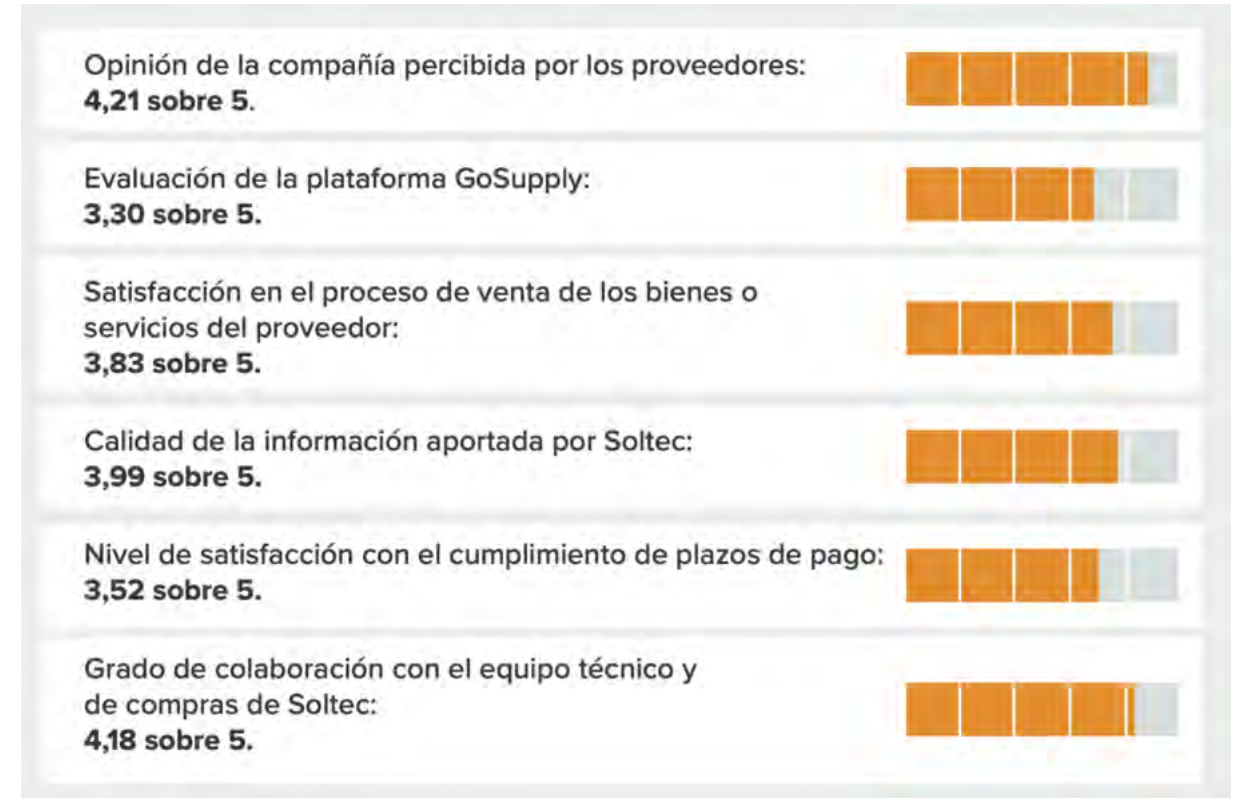 Opinión de la compañía percibida por los proveedores:
4,21 sobre 5.
Evaluación de la plataforma GoSupply:
3,30 sobre 5.
Satisfacción en el proceso de venta de los bienes o
servicios del proveedor:
3,83 sobre 5.
Calidad de la información aportada por Soltec:
3,99 sobre 5.
Nivel de satisfacción con el cumplimiento de plazos de pago:
3,52 sobre 5.
Grado de colaboración con el equipo técnico y
de compras de Soltec:
4,18 sobre 5.